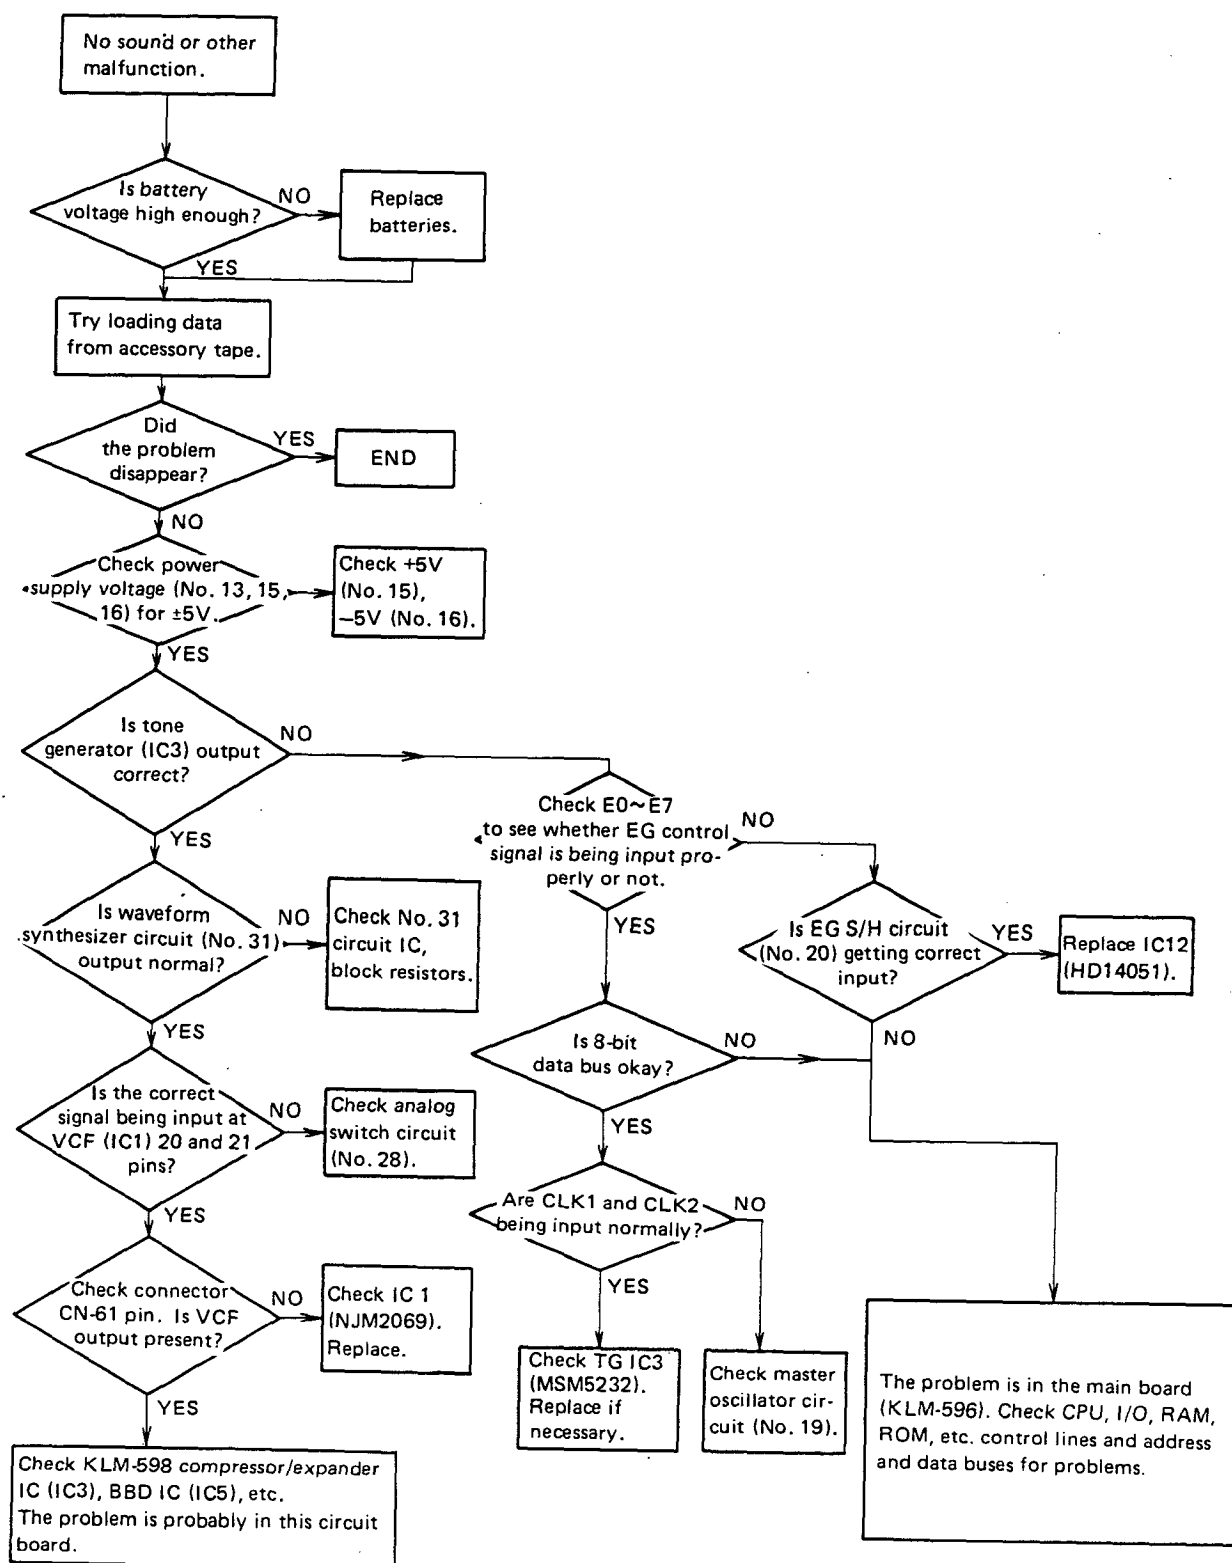 No sound or other
malfunction.
Is battery
voltage high enough?
NO
Replace
batteries.
YES
Try loading data
from accessory tape.
Did
the problem
disappear?
YES
END
NO
Check power
supply voltage (No. 13, 15,
16) for ±5V.
Check +5V
(No. 15),
−5V (No. 16).
YES
Is tone
generator (IC3) output
correct?
NO
Check E0~E7
to see whether EG control
signal is being input pro-
perly or not.
NO
YES
YES
Is waveform
synthesizer circuit (No. 31)
output normal?
NO
Check No. 31
circuit IC,
block resistors.
Is EG S/H circuit
(No. 20) getting correct
input?
YES
Replace IC12
(HD14051).
NO
YES
Is 8-bit
data bus okay?
NO
YES
Is the correct
signal being input at
VCF (IC1) 20 and 21
pins?
NO
Check analog
switch circuit
(No. 28).
YES
Are CLK1 and CLK2
being input normally?
NO
YES
Check connector
CN-61 pin. Is VCF
output present?
NO
Check IC 1
(NJM2069).
Replace.
YES
Check TG IC3
(MSM5232).
Replace if
necessary.
Check master
oscillator cir-
cuit (No. 19).
The problem is in the main board
(KLM-596). Check CPU, I/O, RAM,
ROM, etc. control lines and address
and data buses for problems.
Check KLM-598 compressor/expander
IC (IC3), BBD IC (IC5), etc.
The problem is probably in this circuit
board.